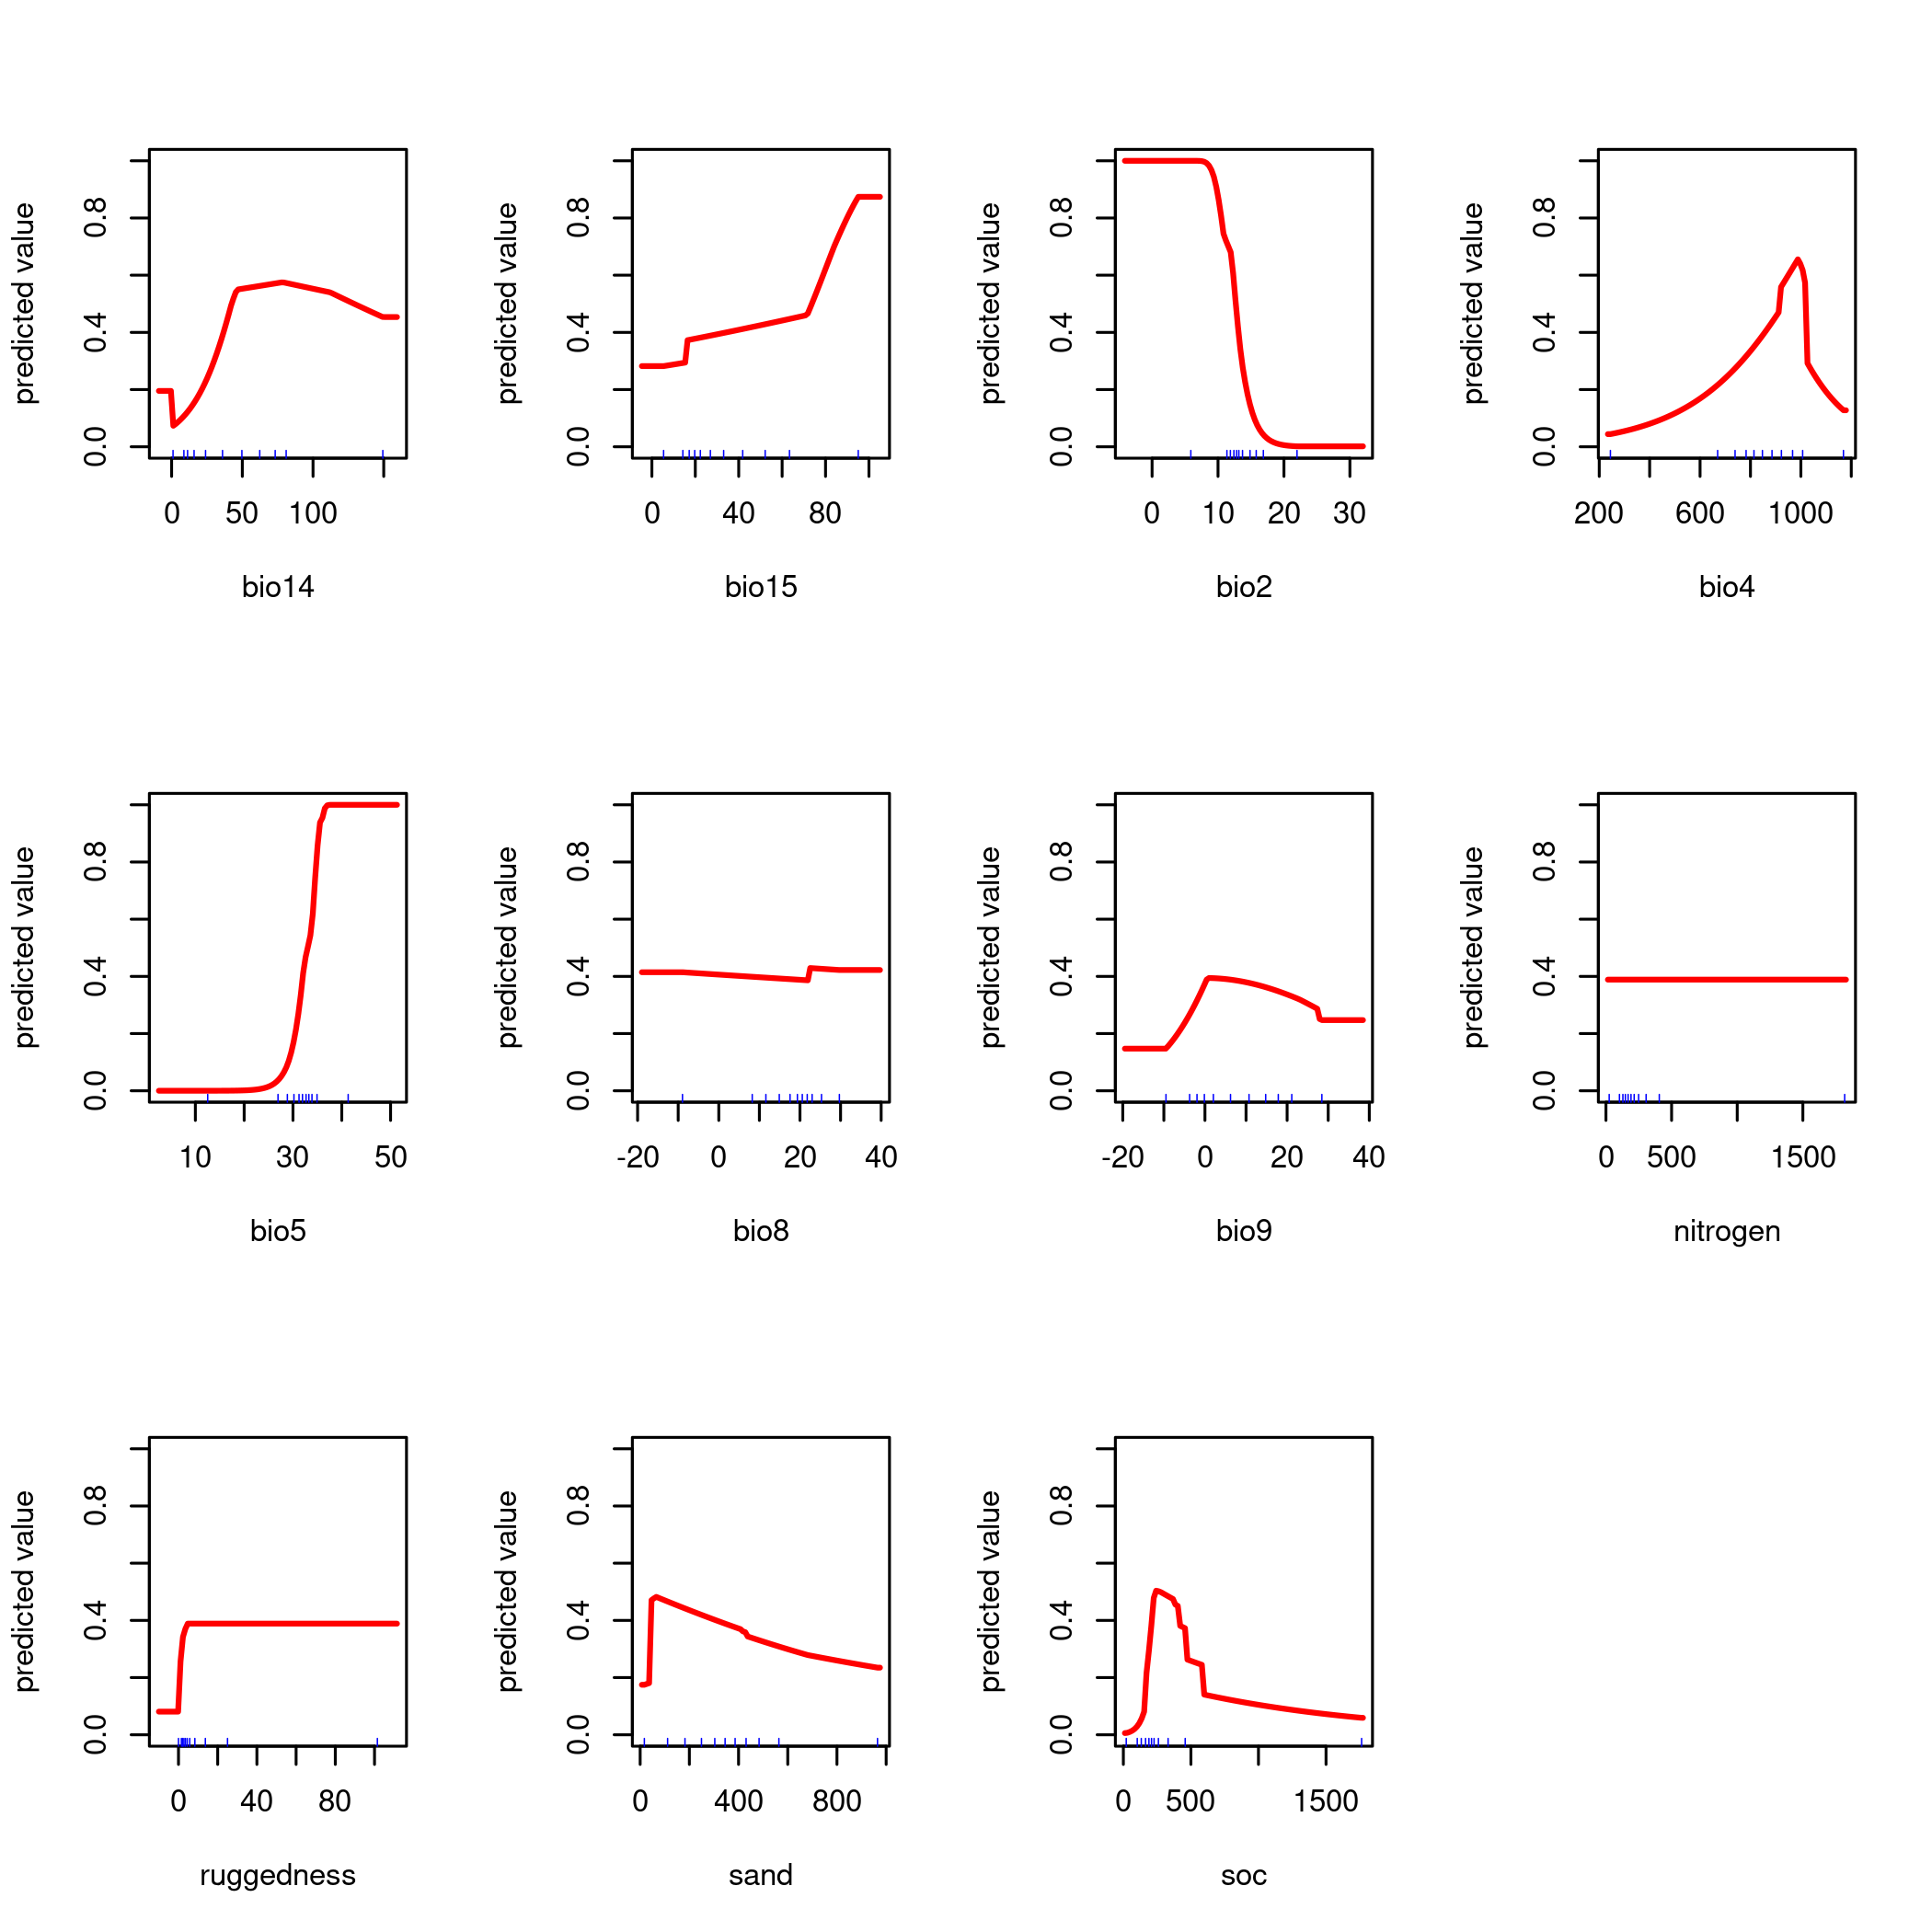 predicted value
0.0 0.4 0.8
0 50 100
bio14
predicted value
0.0 0.4 0.8
0 40 80
bio15
predicted value
0.0 0.4 0.8
0 10 20 30
bio2
predicted value
0.0 0.4 0.8
200 600 1000
bio4
predicted value
0.0 0.4 0.8
10 30 50
bio5
predicted value
0.0 0.4 0.8
-20 0 20 40
bio8
predicted value
0.0 0.4 0.8
-20 0 20 40
bio9
predicted value
0.0 0.4 0.8
0 500 1500
nitrogen
predicted value
0.0 0.4 0.8
0 40 80
ruggedness
predicted value
0.0 0.4 0.8
0 400 800
sand
predicted value
0.0 0.4 0.8
0 500 1500
soc